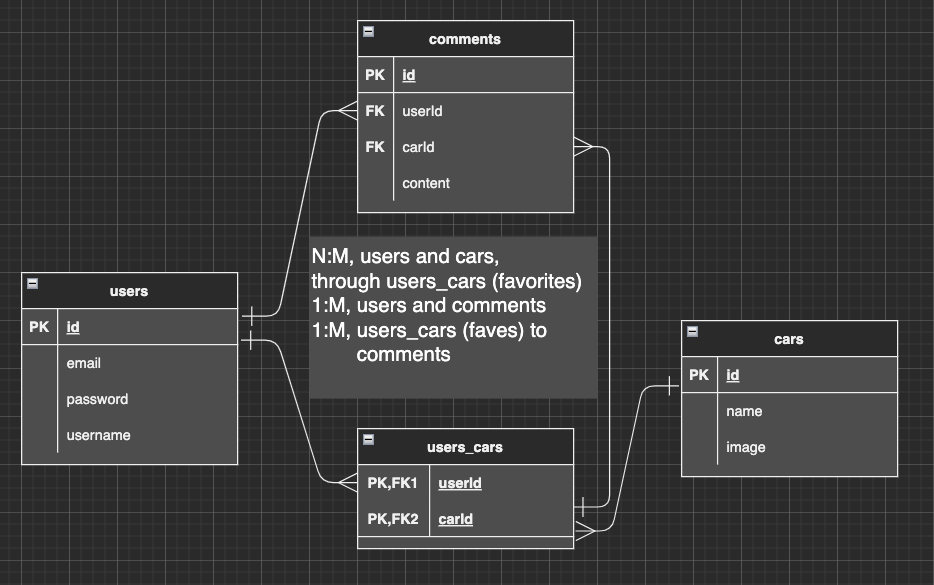 comments
PK id
FK userId
FK carId
content
N:M, users and cars,
through users_cars (favorites)
1:M, users and comments
1:M, users_cars (faves) to
comments
users
PK id
email
password
username
cars
PK id
name
image
users_cars
PK,FK1 userId
PK,FK2 carId